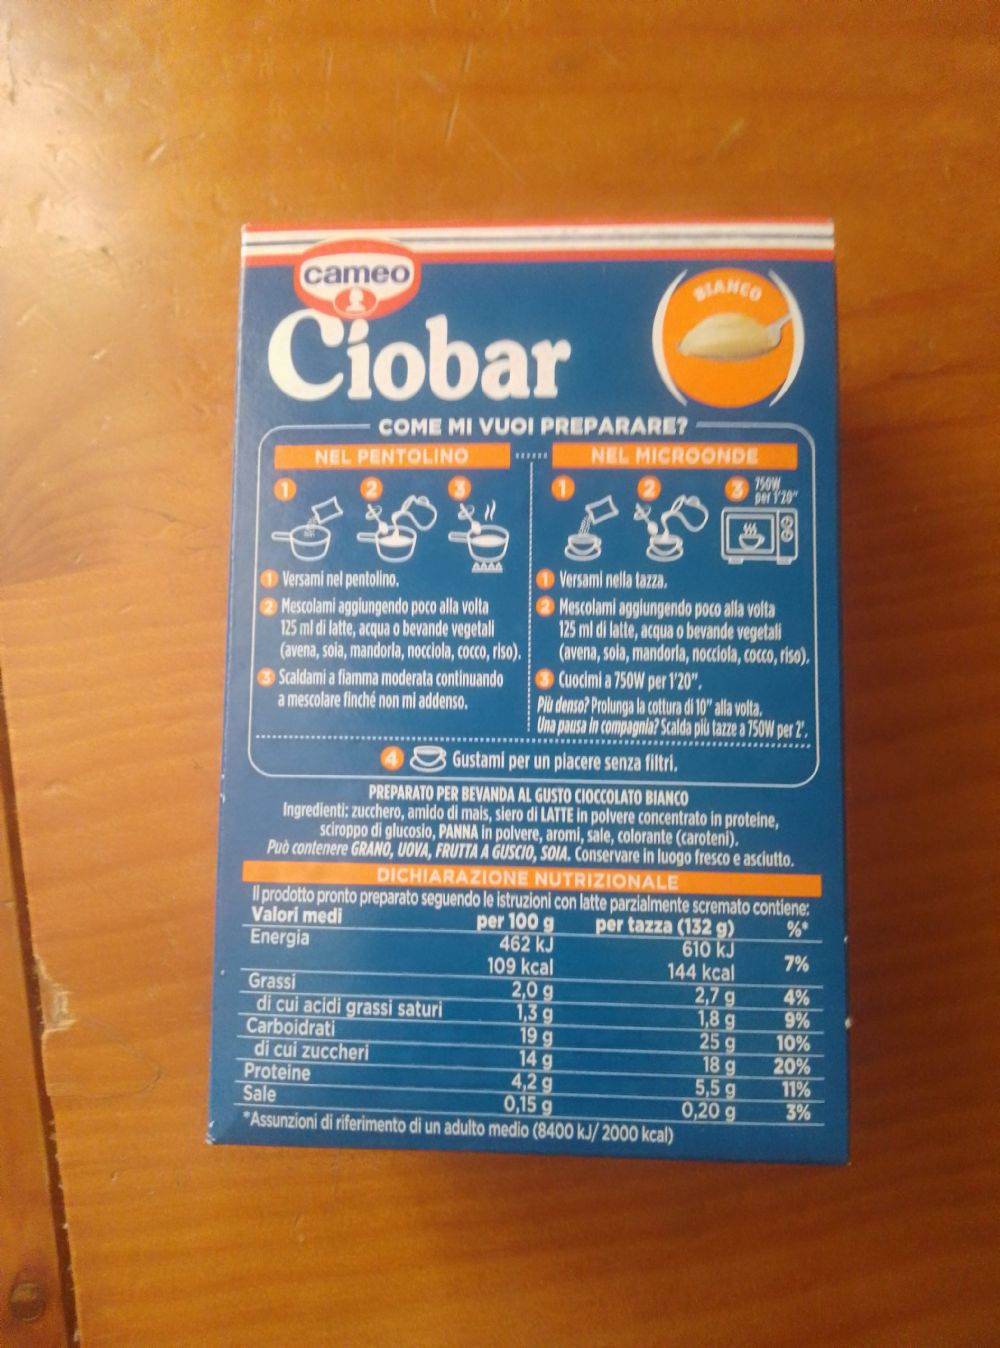 cameo
Ciobar
BIANCO
COME MI VUOI PREPARARE?
NEL PENTOLINO
1 2 3
1 Versami nel pentolino.
2 Mescolami aggiungendo poco alla volta
125 ml di latte, acqua o bevande vegetali
(avena, soia, mandorla, nocciola, cocco, riso).
3 Scaldami a fiamma moderata continuando
a mescolare finché non mi addenso.
NEL MICROONDE
1 2 3 750W
per 1'20"
1 Versami nella tazza.
2 Mescolami aggiungendo poco alla volta
125 ml di latte, acqua o bevande vegetali
(avena, soia, mandorla, nocciola, cocco, riso).
3 Cuocimi a 750W per 1'20".
Più denso? Prolunga la cottura di 10" alla volta.
Una pausa in compagnia? Scalda più tazze a 750W per 2'.
4 Gustami per un piacere senza filtri.
PREPARATO PER BEVANDA AL GUSTO CIOCCOLATO BIANCO
Ingredienti: zucchero, amido di mais, siero di LATTE in polvere concentrato in proteine,
sciroppo di glucosio, PANNA in polvere, aromi, sale, colorante (caroteni).
Può contenere GRANO, UOVA, FRUTTA A GUSCIO, SOIA. Conservare in luogo fresco e asciutto.
DICHIARAZIONE NUTRIZIONALE
Il prodotto pronto preparato seguendo le istruzioni con latte parzialmente scremato contiene:
Valori medi per 100 g per tazza (132 g) %*
Energia 462 kJ 610 kJ
109 kcal 144 kcal 7%
Grassi 2,0 g 2,7 g 4%
di cui acidi grassi saturi 1,3 g 1,8 g 9%
Carboidrati 19 g 25 g 10%
di cui zuccheri 14 g 18 g 20%
Proteine 4,2 g 5,5 g 11%
Sale 0,15 g 0,20 g 3%
*Assunzioni di riferimento di un adulto medio (8400 kJ/ 2000 kcal)